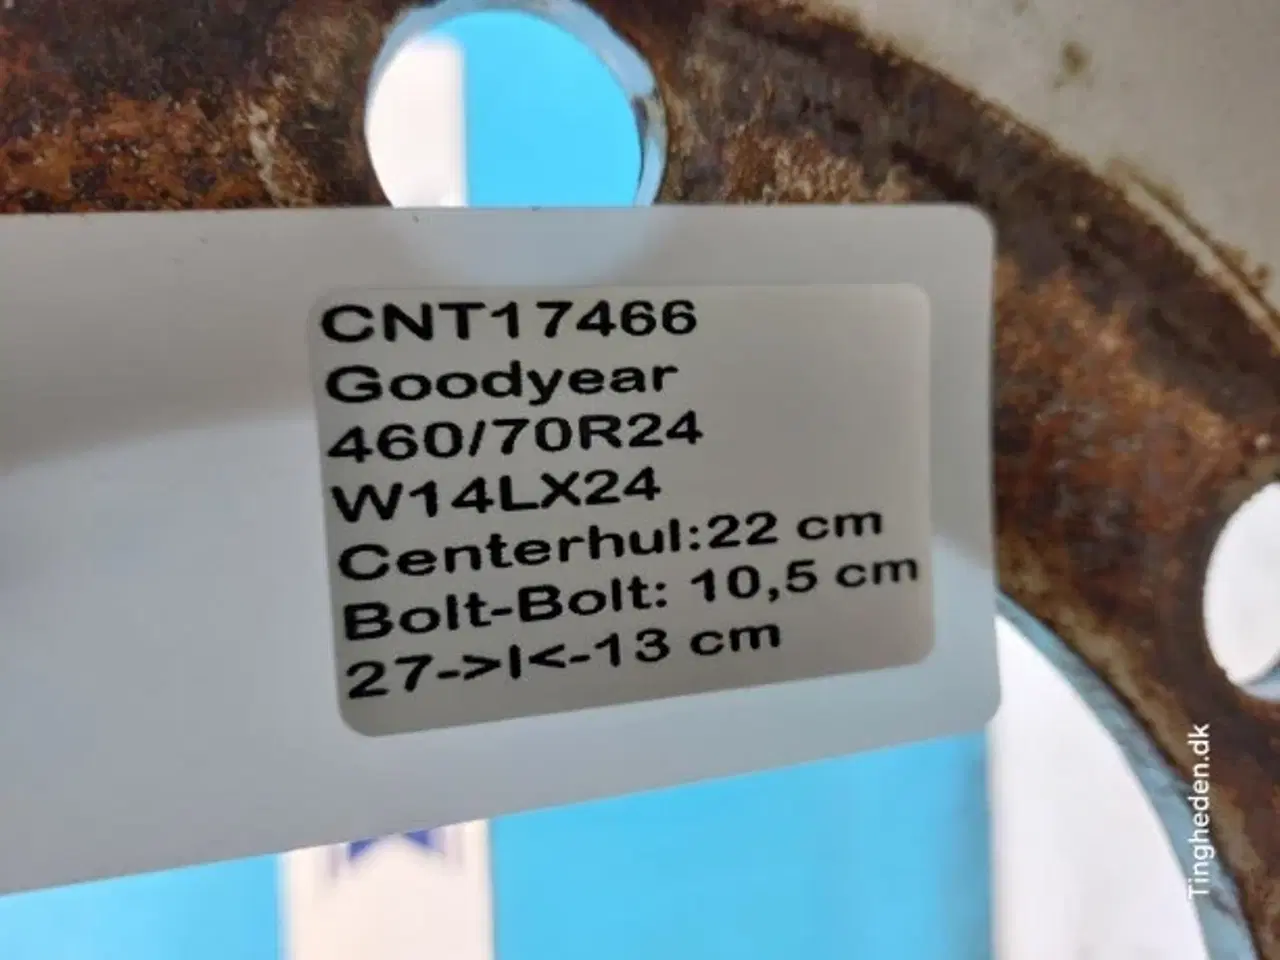 CNT17466
Goodyear
460/70R24
W14LX24
Centerhul:22 cm
Bolt-Bolt: 10,5 cm
27->I<-13 cm
Tingheden.dk